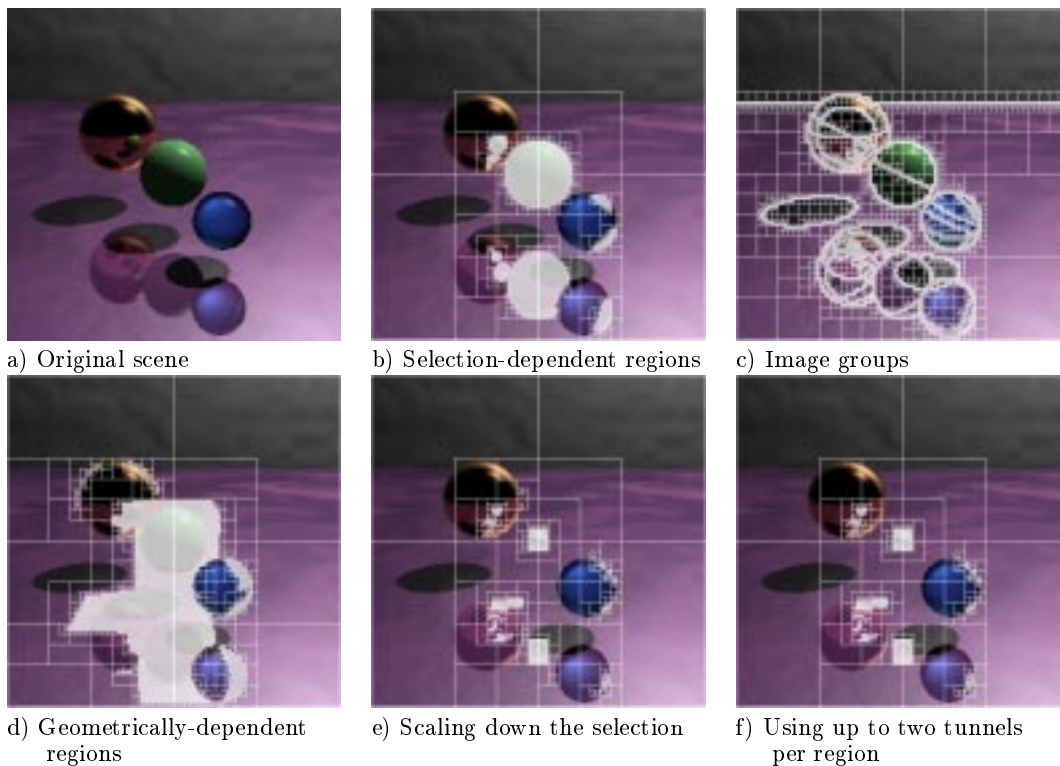 a) Original scene
b) Selection-dependent regions
c) Image groups
d) Geometrically-dependent
regions
e) Scaling down the selection
f) Using up to two tunnels
per region